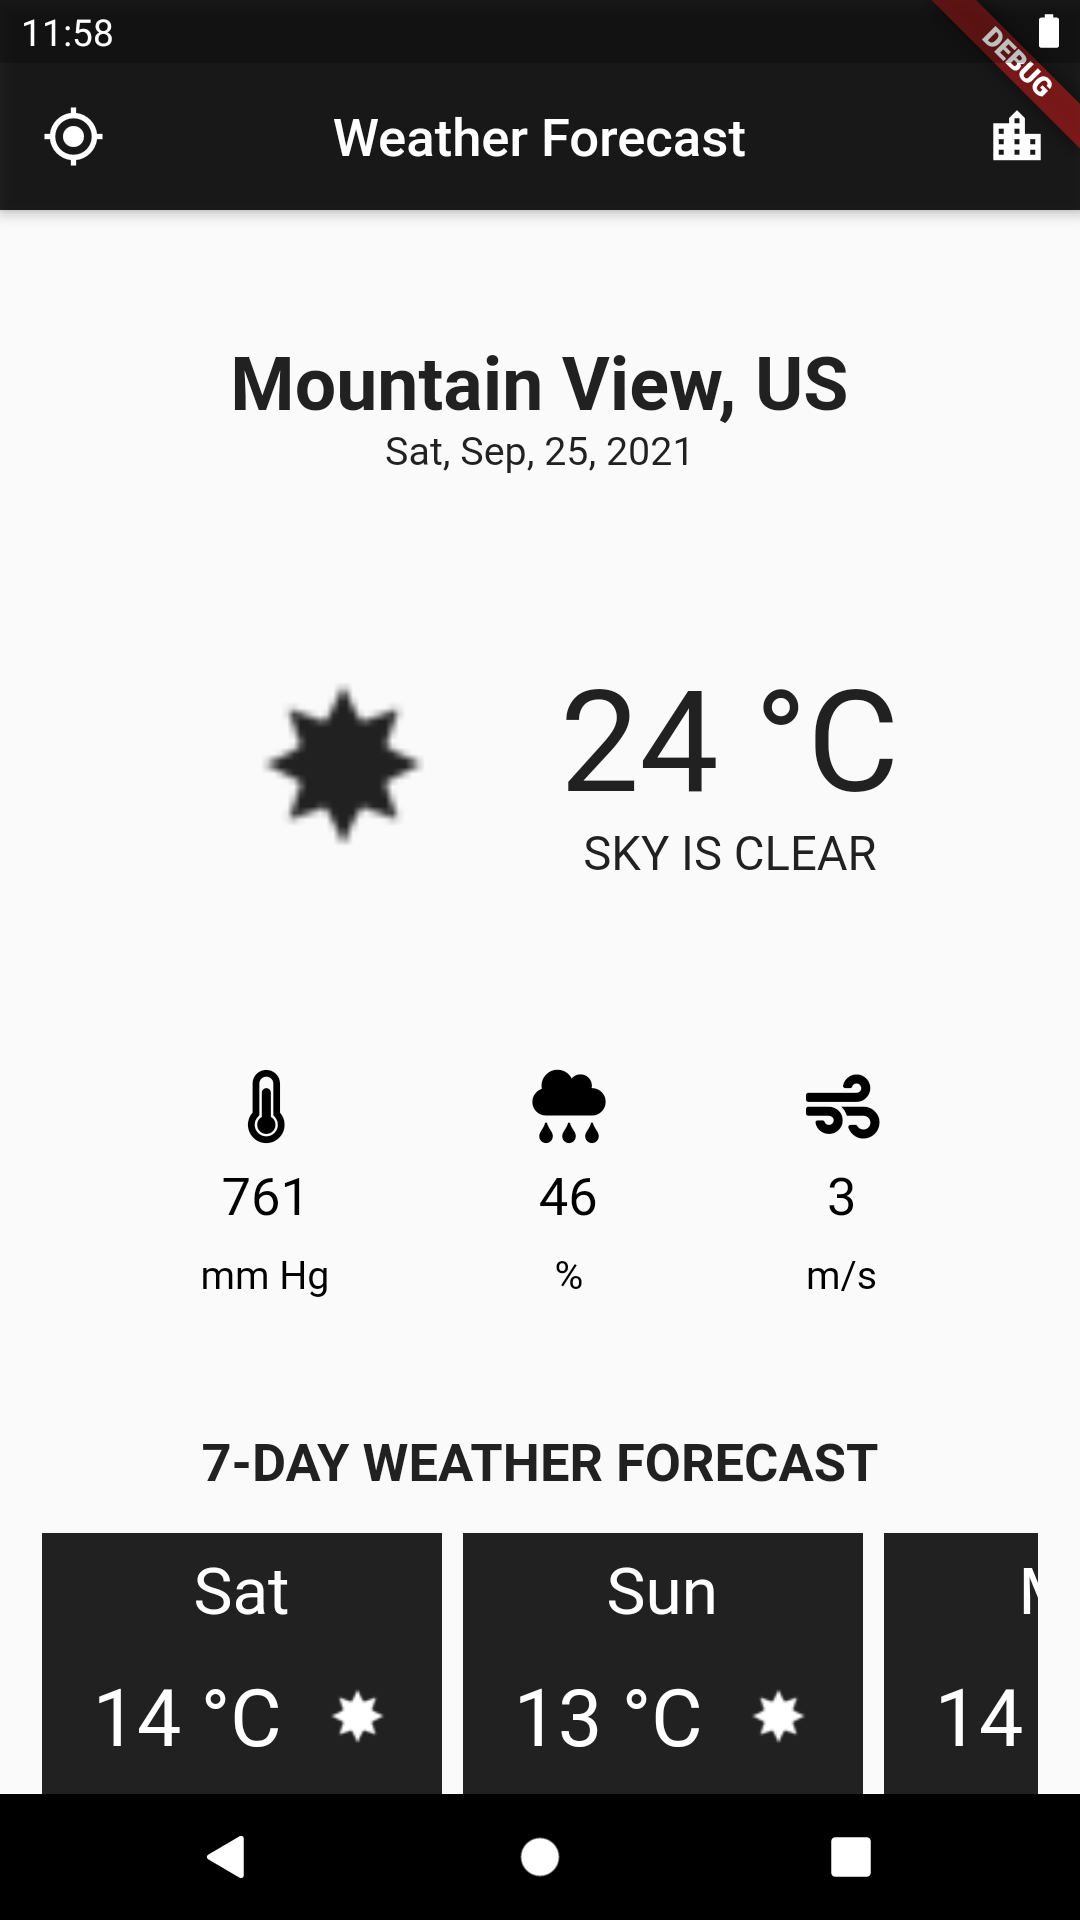 11:58
DEBUG
Weather Forecast
Mountain View, US
Sat, Sep, 25, 2021
24 °C
SKY IS CLEAR
761 46 3
mm Hg % m/s
7-DAY WEATHER FORECAST
Sat Sun
14 °C 13 °C 14